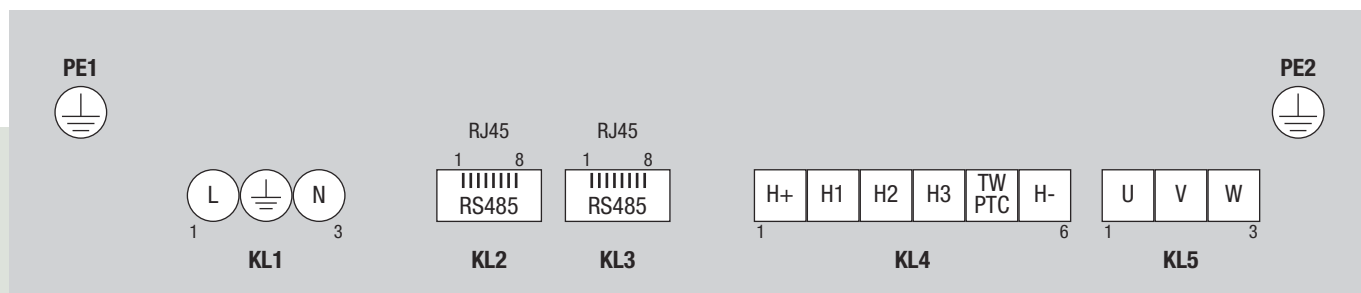 PE1
PE2
RJ45 RJ45
1 8 1 8
L N RS485 RS485 H+ H1 H2 H3 TW PTC H- U V W
1 3 1 6 1 3
KL1 KL2 KL3 KL4 KL5